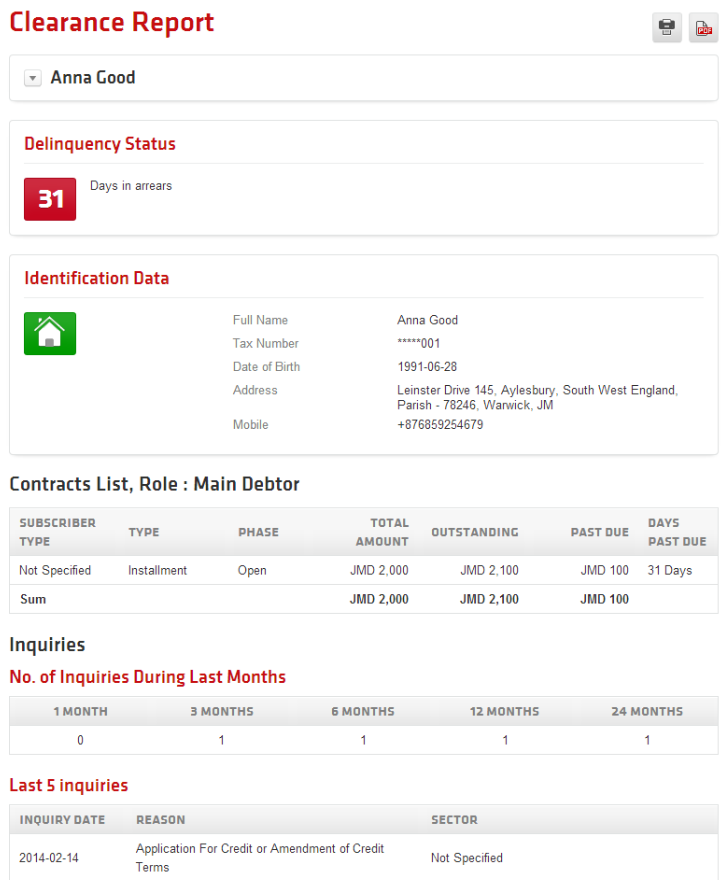 Clearance Report
PDF
Anna Good
Delinquency Status
31 Days in arrears
Identification Data
Full Name Anna Good
Tax Number *****001
Date of Birth 1991-06-28
Address Leinster Drive 145, Aylesbury, South West England,
Parish - 78246, Warwick, JM
Mobile +876859254679
Contracts List, Role : Main Debtor
SUBSCRIBER TYPE TYPE PHASE TOTAL AMOUNT OUTSTANDING PAST DUE DAYS PAST DUE
Not Specified Installment Open JMD 2,000 JMD 2,100 JMD 100 31 Days
Sum JMD 2,000 JMD 2,100 JMD 100
Inquiries
No. of Inquiries During Last Months
1 MONTH 3 MONTHS 6 MONTHS 12 MONTHS 24 MONTHS
0 1 1 1 1
Last 5 inquiries
INQUIRY DATE REASON SECTOR
2014-02-14 Application For Credit or Amendment of Credit Terms Not Specified